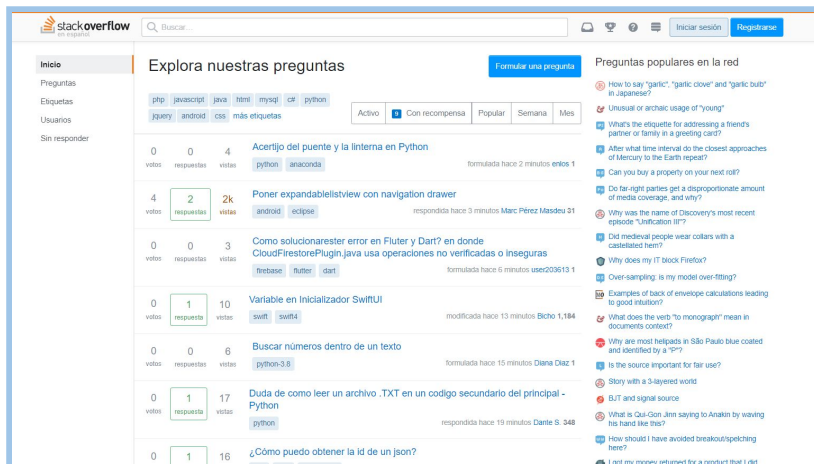 stackoverflow
en español
Buscar...
Iniciar sesión
Registrarse
Inicio
Preguntas
Etiquetas
Usuarios
Sin responder
Explora nuestras preguntas
Formular una pregunta
php javascript java html mysql c# python
jquery android css más etiquetas
Activo 9 Con recompensa Popular Semana Mes
0 0 4
votos respuestas vistas
Acertijo del puente y la linterna en Python
python anaconda
formulada hace 2 minutos enlos 1
4 2 2k
votos respuestas vistas
Poner expandablelistview con navigation drawer
android eclipse
respondida hace 3 minutos Marc Pérez Masdeu 31
0 0 3
votos respuestas vistas
Como solucionarester error en Fluter y Dart? en donde
CloudFirestorePlugin.java usa operaciones no verificadas o inseguras
firebase flutter dart
formulada hace 6 minutos user203613 1
0 1 10
votos respuesta vistas
Variable en Inicializador SwiftUI
swift swift4
modificada hace 13 minutos Bicho 1,184
0 0 6
votos respuestas vistas
Buscar números dentro de un texto
python-3.8
formulada hace 15 minutos Diana Diaz 1
0 1 17
votos respuesta vistas
Duda de como leer un archivo .TXT en un codigo secundario del principal -
Python
python
respondida hace 19 minutos Dante S. 348
0 1 16
¿Cómo puedo obtener la id de un json?
Preguntas populares en la red
How to say "garlic", "garlic clove" and "garlic bulb"
in Japanese?
Unusual or archaic usage of "young"
What's the etiquette for addressing a friend's
partner or family in a greeting card?
After what time interval do the closest approaches
of Mercury to the Earth repeat?
Can you buy a property on your next roll?
Do far-right parties get a disproportionate amount
of media coverage, and why?
Why was the name of Discovery's most recent
episode "Unification III"?
Did medieval people wear collars with a
castellated hem?
Why does my IT block Firefox?
Over-sampling: is my model over-fitting?
Examples of back of envelope calculations leading
to good intuition?
What does the verb "to monograph" mean in
documents context?
Why are most helipads in São Paulo blue coated
and identified by a "P"?
Is the source important for fair use?
Story with a 3-layered world
BJT and signal source
What is Qui-Gon Jinn saying to Anakin by waving
his hand like this?
How should I have avoided breakout/spelching
here?
I got my money returned for a product that I did